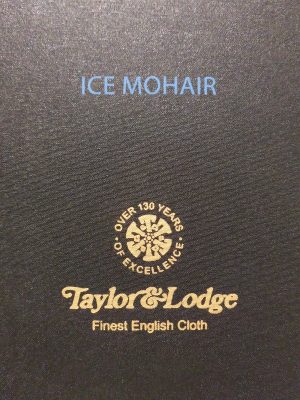 ICE MOHAIR
OVER 130 YEARS
• OF EXCELLENCE •
Taylor&Lodge
Finest English Cloth